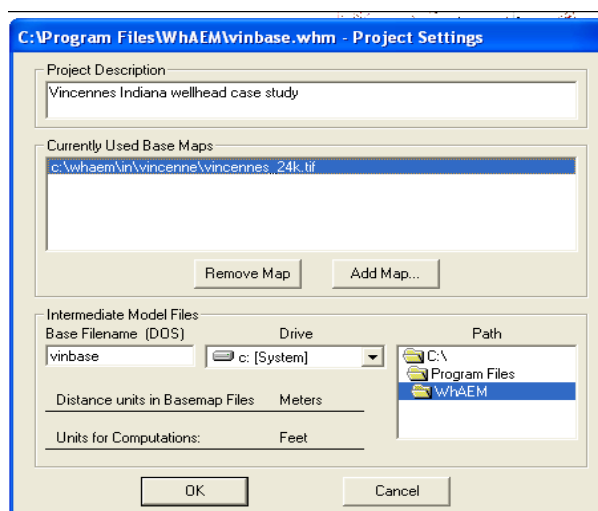 C:\Program Files\WhAEM\vinbase.whm - Project Settings
Project Description
Vincennes Indiana wellhead case study
Currently Used Base Maps
c:\whaem\in\vincenne\vincennes_24k.tif
Remove Map Add Map...
Intermediate Model Files
Base Filename (DOS) Drive Path
vinbase c: [System] C:\
Program Files
WhAEM
Distance units in Basemap Files Meters
Units for Computations: Feet
OK Cancel